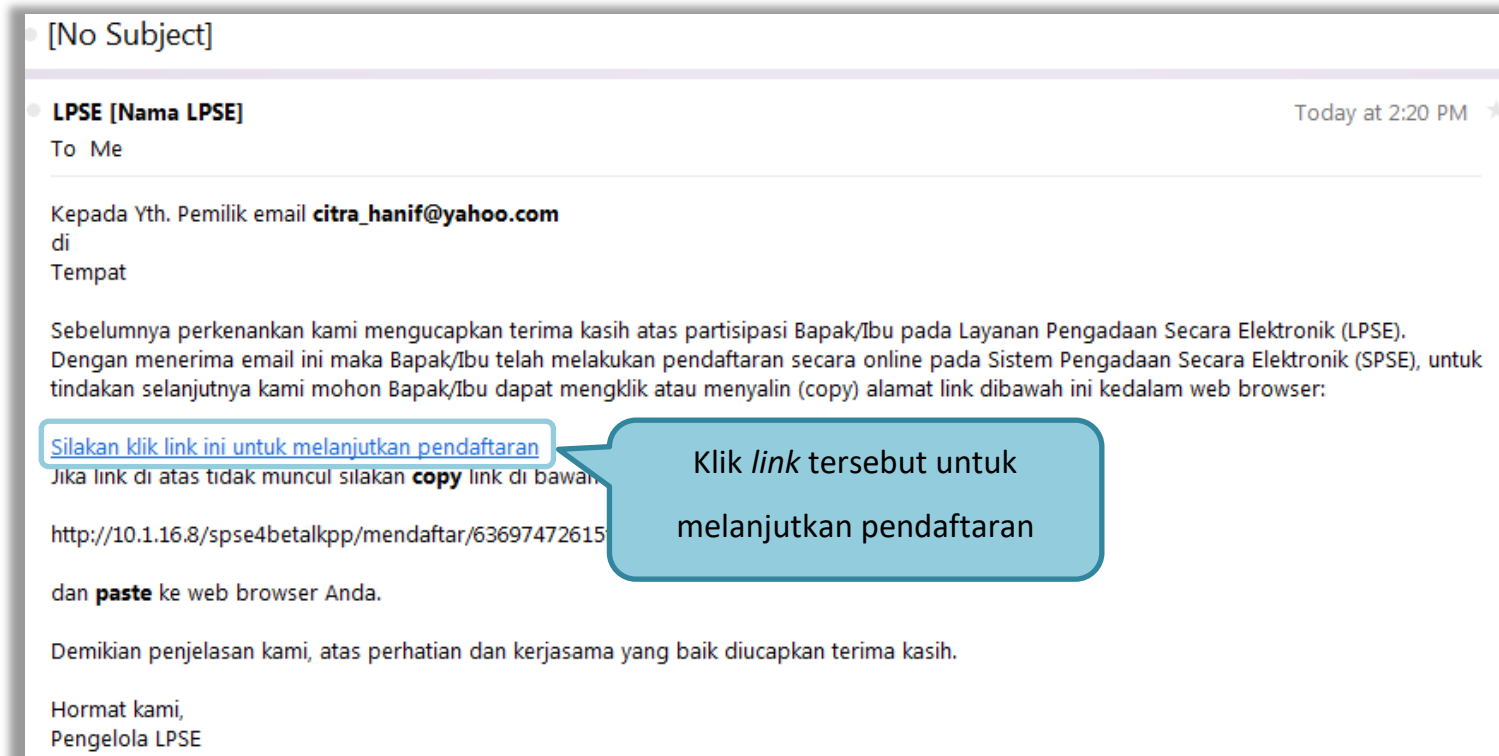 [No Subject]
LPSE [Nama LPSE]
Today at 2:20 PM
To Me
Kepada Yth. Pemilik email citra_hanif@yahoo.com
di
Tempat
Sebelumnya perkenankan kami mengucapkan terima kasih atas partisipasi Bapak/Ibu pada Layanan Pengadaan Secara Elektronik (LPSE).
Dengan menerima email ini maka Bapak/Ibu telah melakukan pendaftaran secara online pada Sistem Pengadaan Secara Elektronik (SPSE), untuk
tindakan selanjutnya kami mohon Bapak/Ibu dapat mengklik atau menyalin (copy) alamat link dibawah ini kedalam web browser:
Silakan klik link ini untuk melanjutkan pendaftaran
Jika link di atas tidak muncul silakan copy link di bawah
Klik link tersebut untuk
melanjutkan pendaftaran
http://10.1.16.8/spse4betalkpp/mendaftar/63697472615
dan paste ke web browser Anda.
Demikian penjelasan kami, atas perhatian dan kerjasama yang baik diucapkan terima kasih.
Hormat kami,
Pengelola LPSE